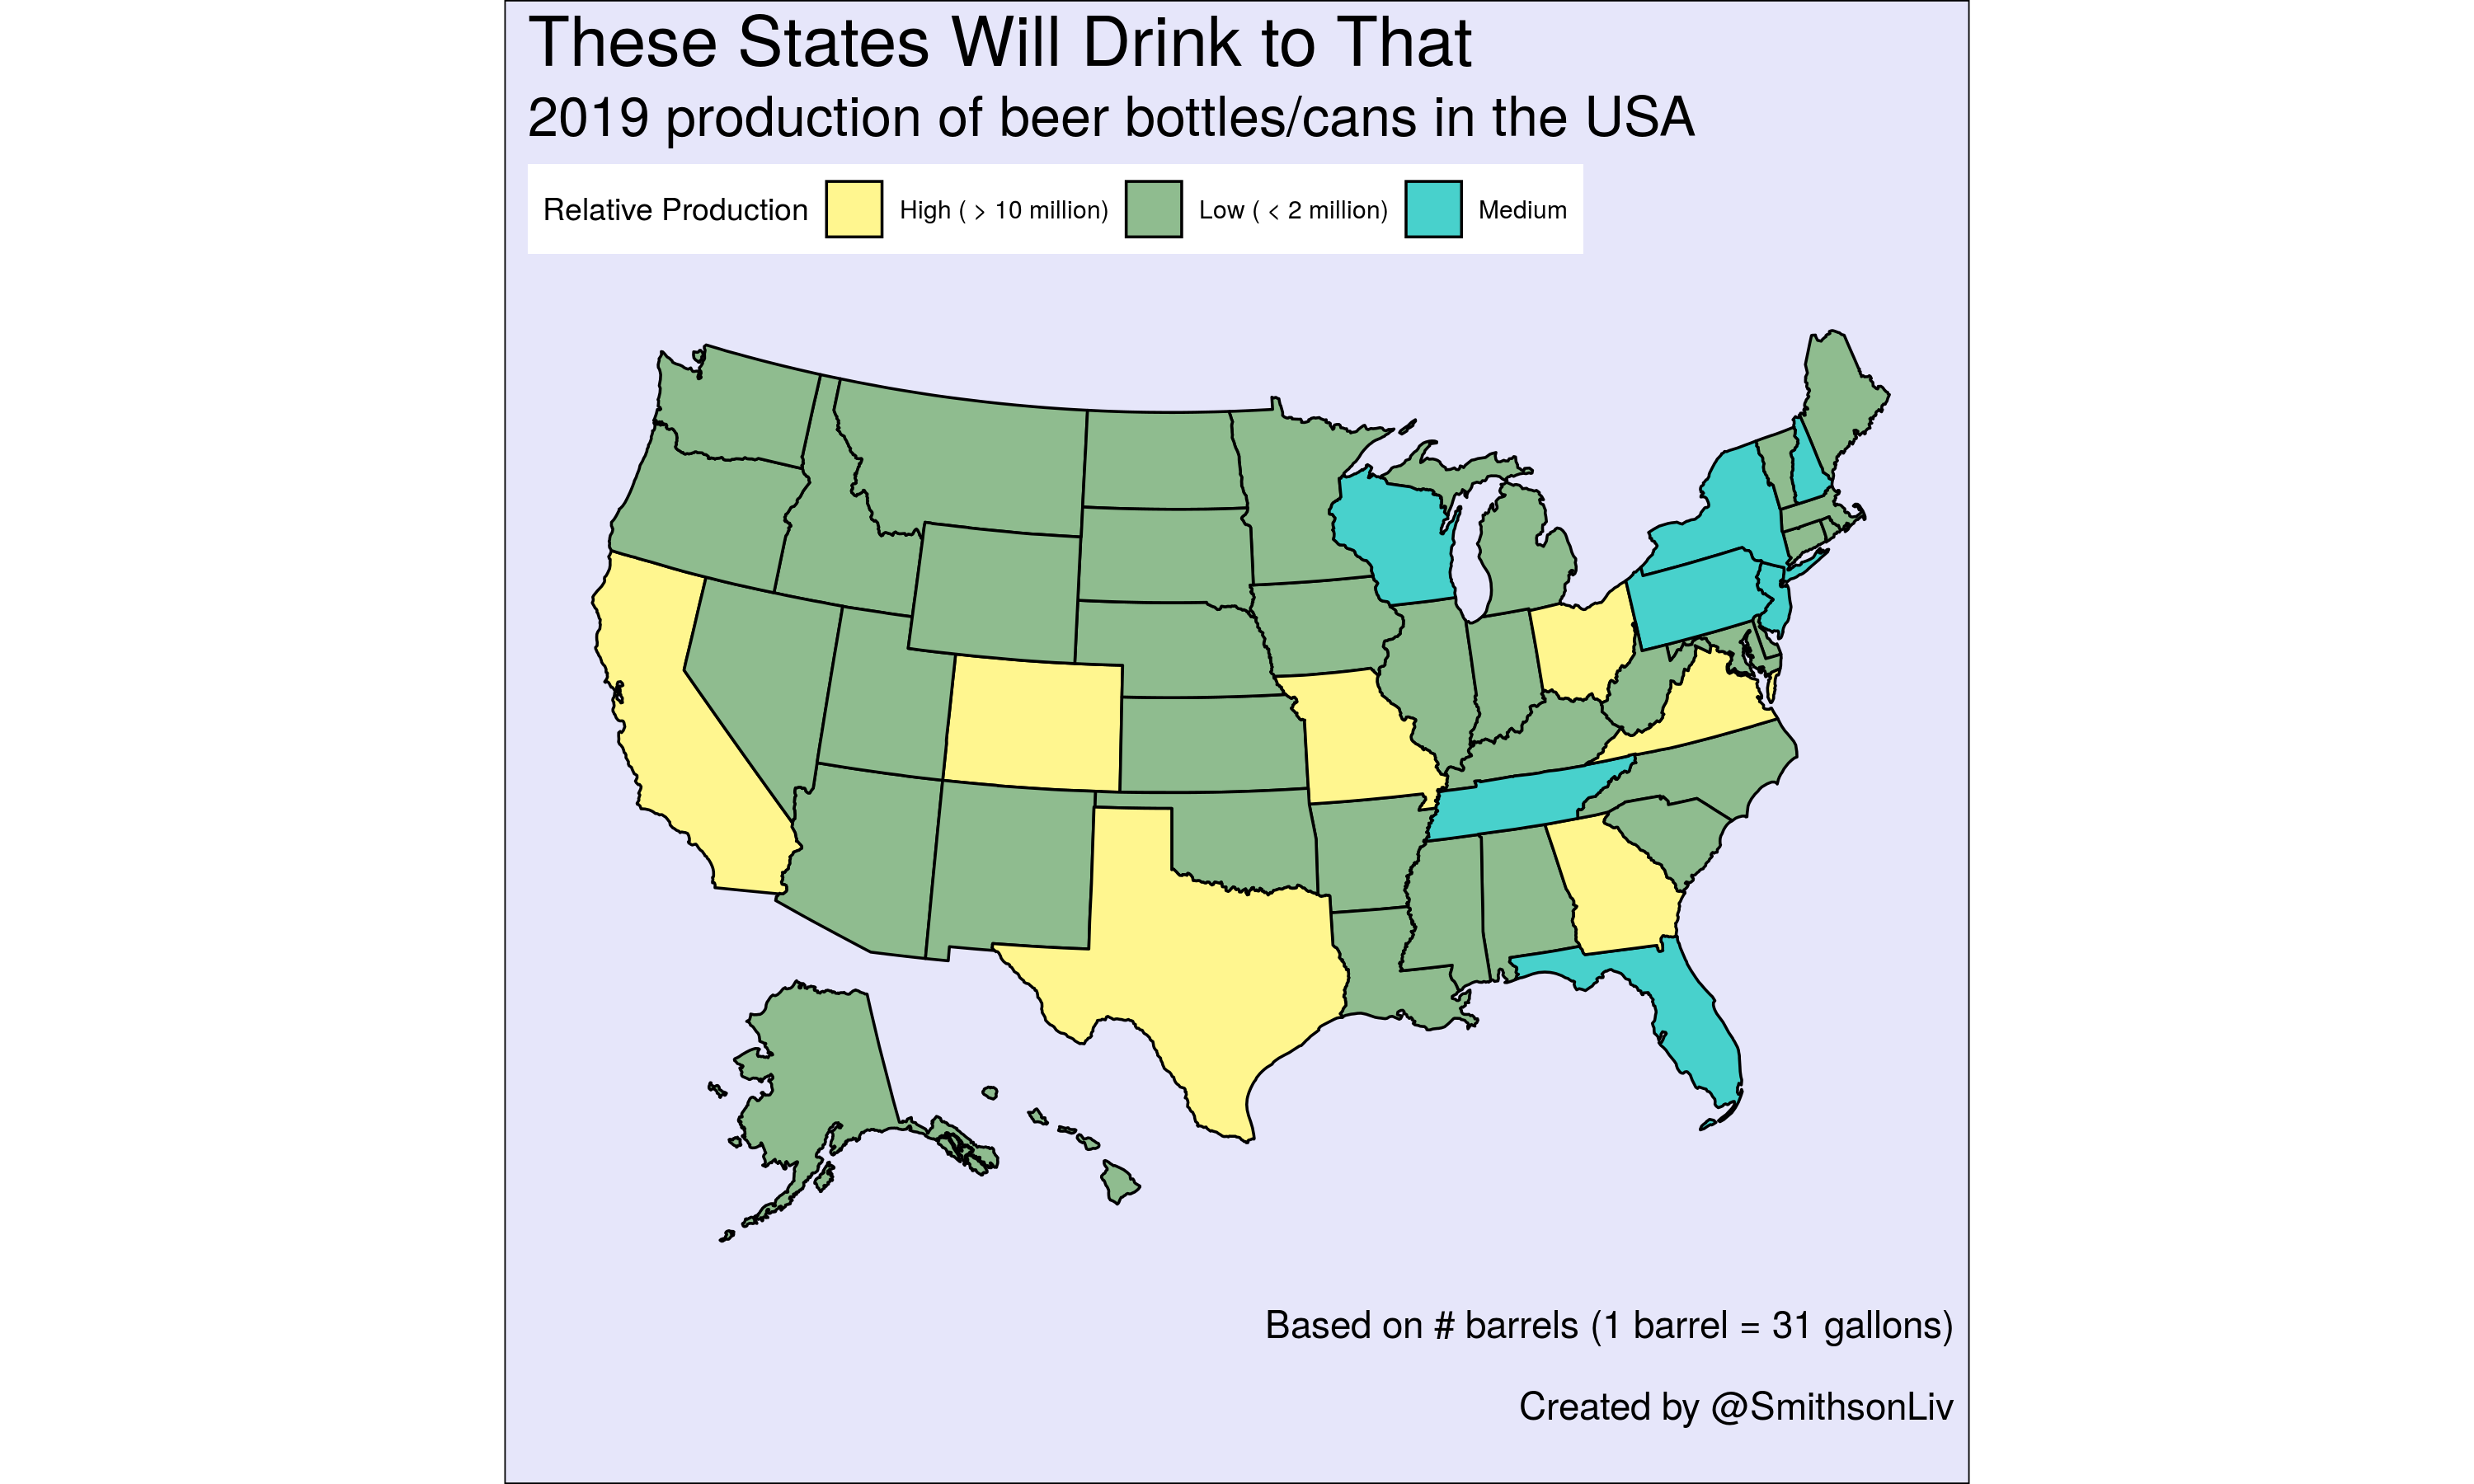 These States Will Drink to That
2019 production of beer bottles/cans in the USA
Relative Production High ( > 10 million) Low ( < 2 million) Medium
Based on # barrels (1 barrel = 31 gallons)
Created by @SmithsonLiv